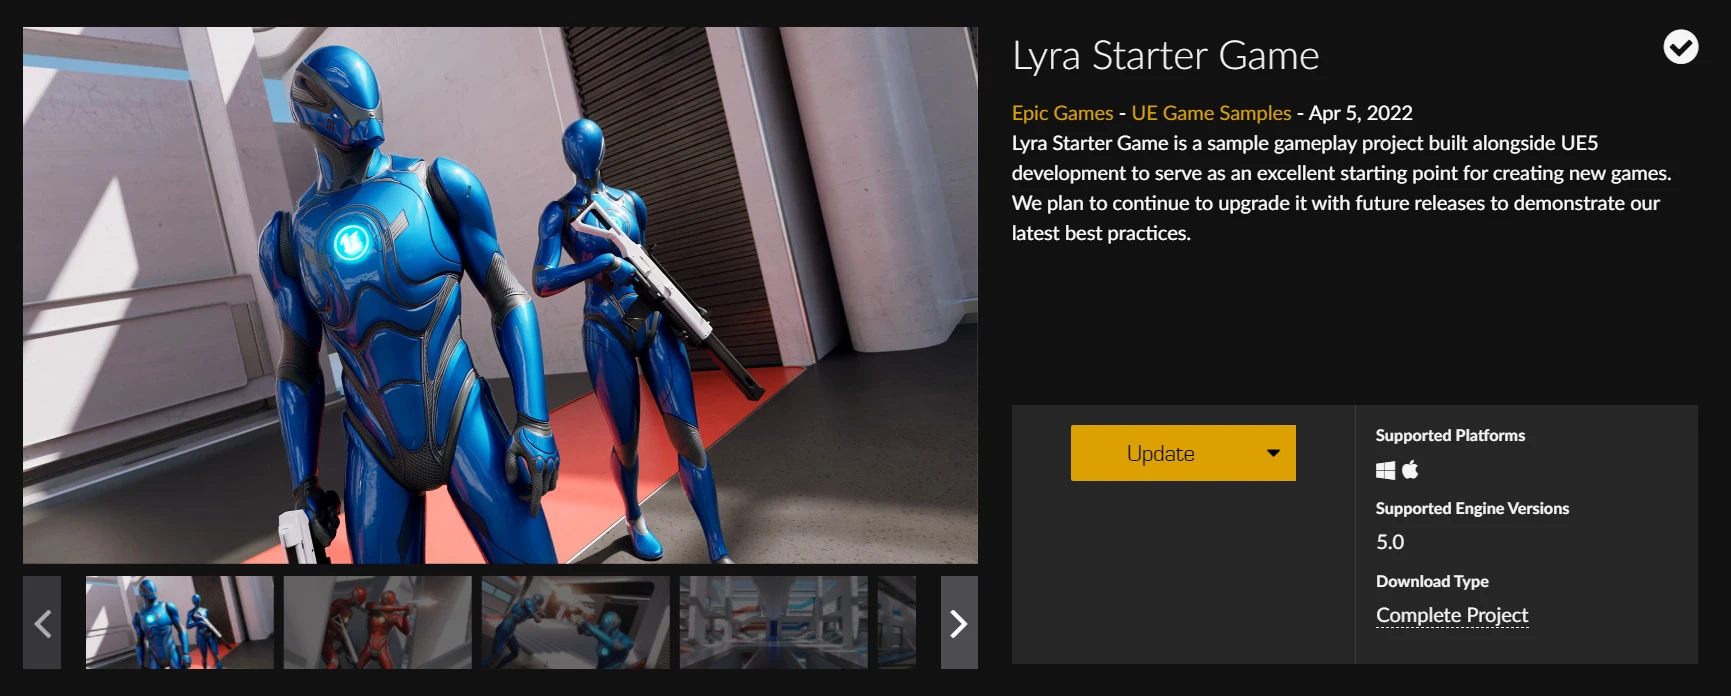 Lyra Starter Game
Epic Games - UE Game Samples - Apr 5, 2022
Lyra Starter Game is a sample gameplay project built alongside UE5
development to serve as an excellent starting point for creating new games.
We plan to continue to upgrade it with future releases to demonstrate our
latest best practices.
Update
Supported Platforms
Supported Engine Versions
5.0
Download Type
Complete Project